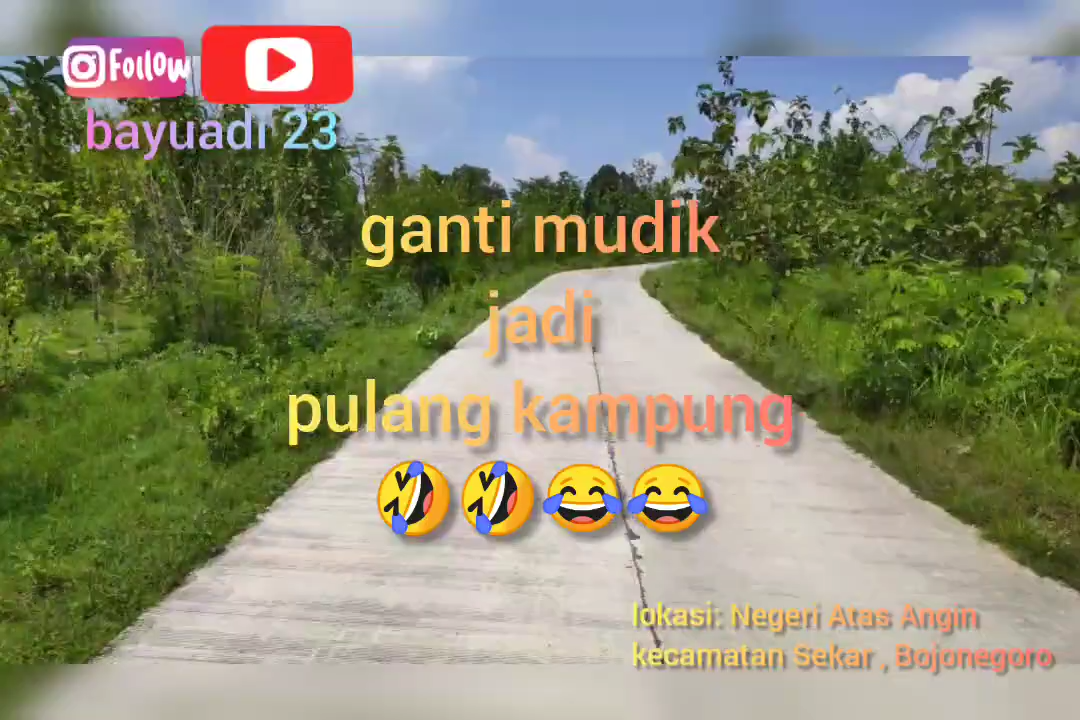 Follow
bayuadi 23
ganti mudik
jadi
pulang kampung
lokasi: Negeri Atas Angin
kecamatan Sekar , Bojonegoro